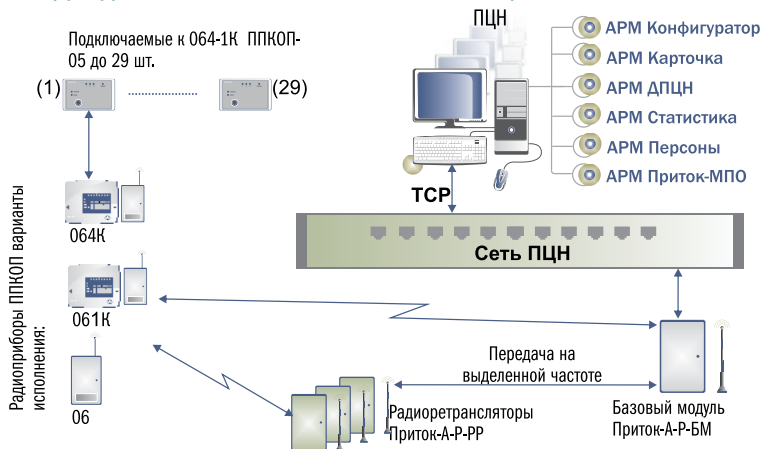 Подключаемые к 064-1К ППКОП-
05 до 29 шт.
(1)
(29)
ПЦН
АРМ Конфигуратор
АРМ Карточка
АРМ ДПЦН
АРМ Статистика
АРМ Персоны
АРМ Приток-МПО
TCP
Сеть ПЦН
Радиоприборы ППКОП варианты
исполнения:
064К
061К
06
Передача на
выделенной частоте
Радиоретрансляторы
Приток-А-Р-РР
Базовый модуль
Приток-А-Р-БМ